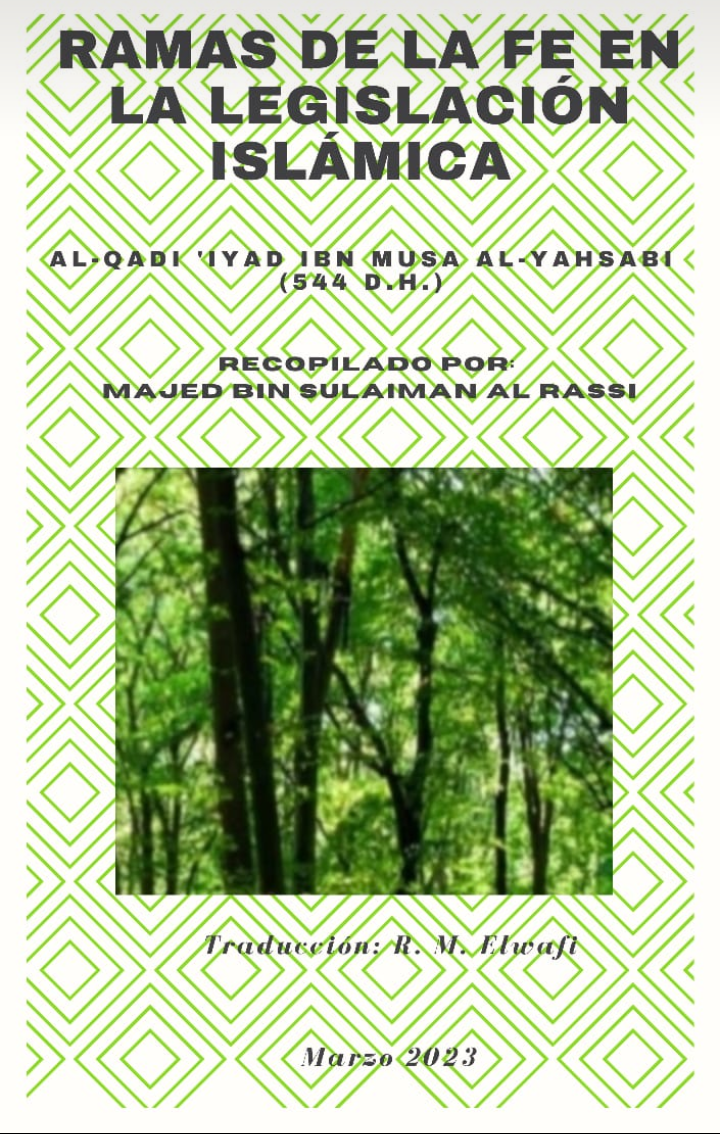 RAMAS DE LA FE EN
LA LEGISLACIÓN
ISLÁMICA
AL-QADI 'IYAD IBN MUSA AL-YAHSABI
(544 D.H.)
RECOPILADO POR:
MAJED BIN SULAIMAN AL RASSI
Traducción: R. M. Elwafi
Marzo 2023